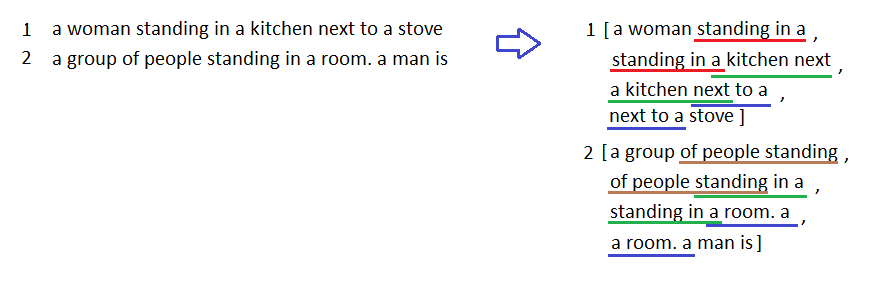 1 a woman standing in a kitchen next to a stove
2 a group of people standing in a room. a man is
1 [ a woman standing in a ,
standing in a kitchen next ,
a kitchen next to a ,
next to a stove ]
2 [ a group of people standing ,
of people standing in a ,
standing in a room. a ,
a room. a man is ]